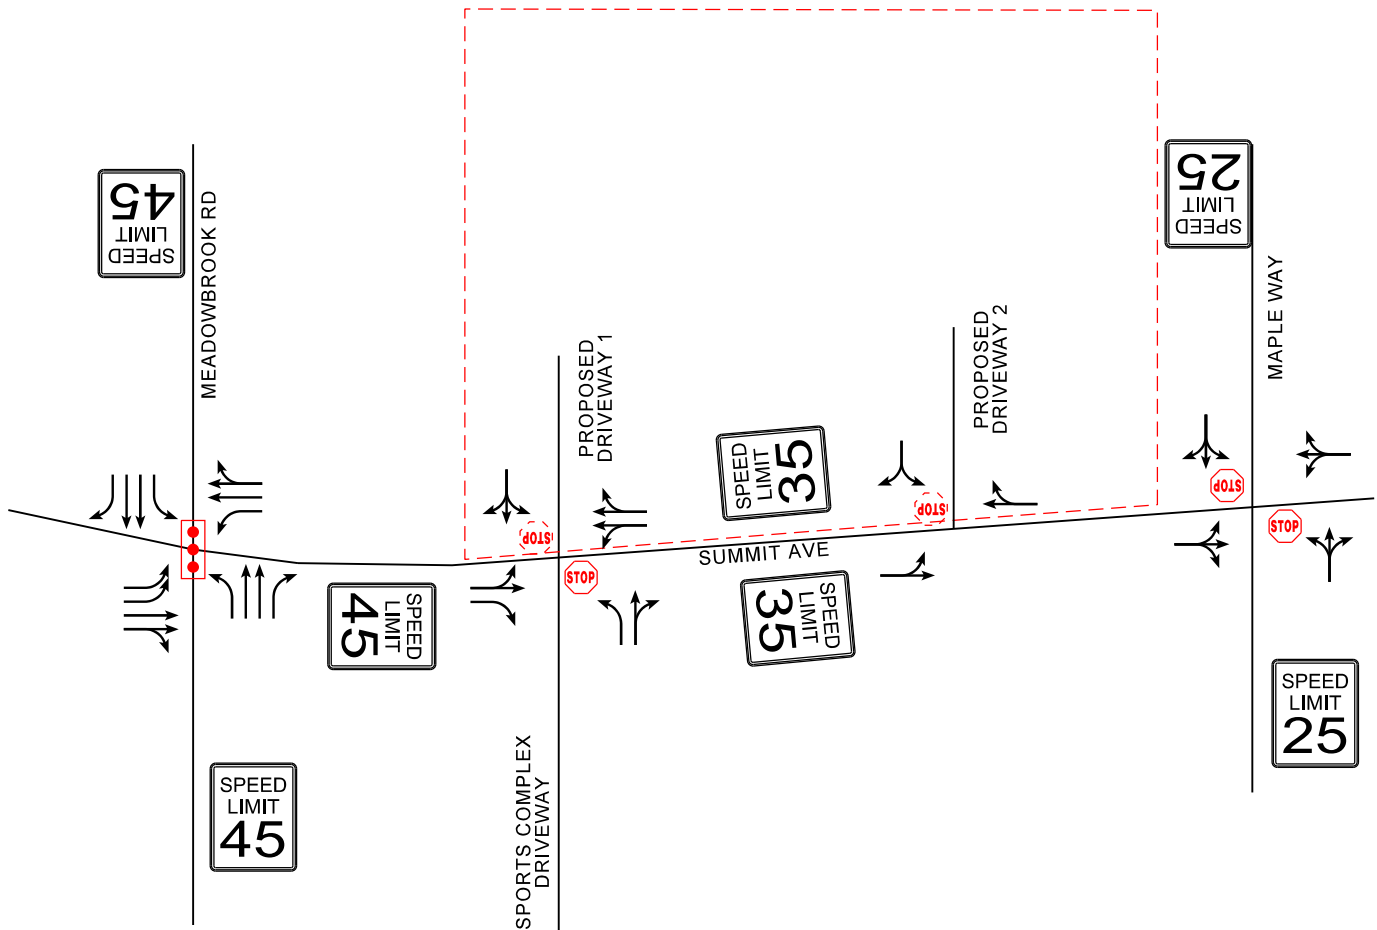 SPEED
LIMIT
45
MEADOWBROOK RD
SPEED
LIMIT
25
MAPLE WAY
PROPOSED
DRIVEWAY 1
PROPOSED
DRIVEWAY 2
SPEED
LIMIT
35
STOP
STOP
STOP
STOP
STOP
SUMMIT AVE
SPEED
LIMIT
35
SPEED
LIMIT
45
SPEED
LIMIT
45
SPORTS COMPLEX
DRIVEWAY
SPEED
LIMIT
25